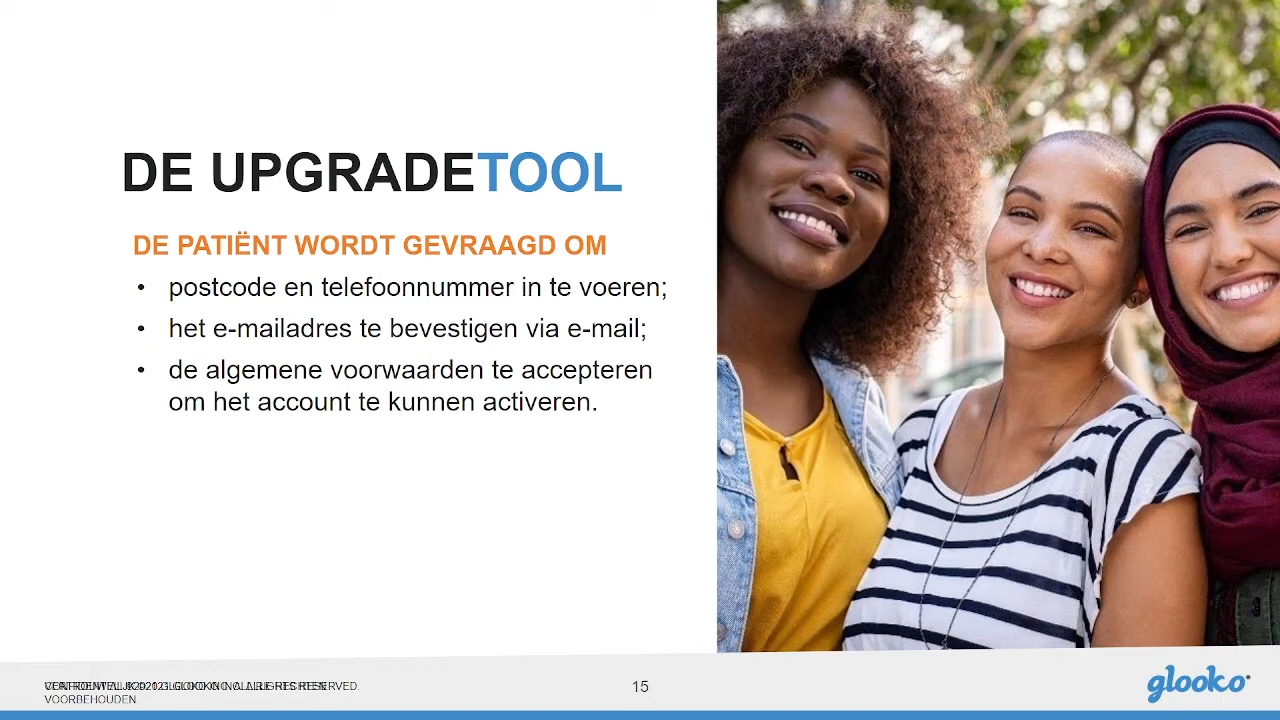 DE UPGRADETOOL
DE PATIËNT WORDT GEVRAAGD OM
• postcode en telefoonnummer in te voeren;
• het e-mailadres te bevestigen via e-mail;
• de algemene voorwaarden te accepteren
om het account te kunnen activeren.
VOORBEHOUDEN
15
glooko